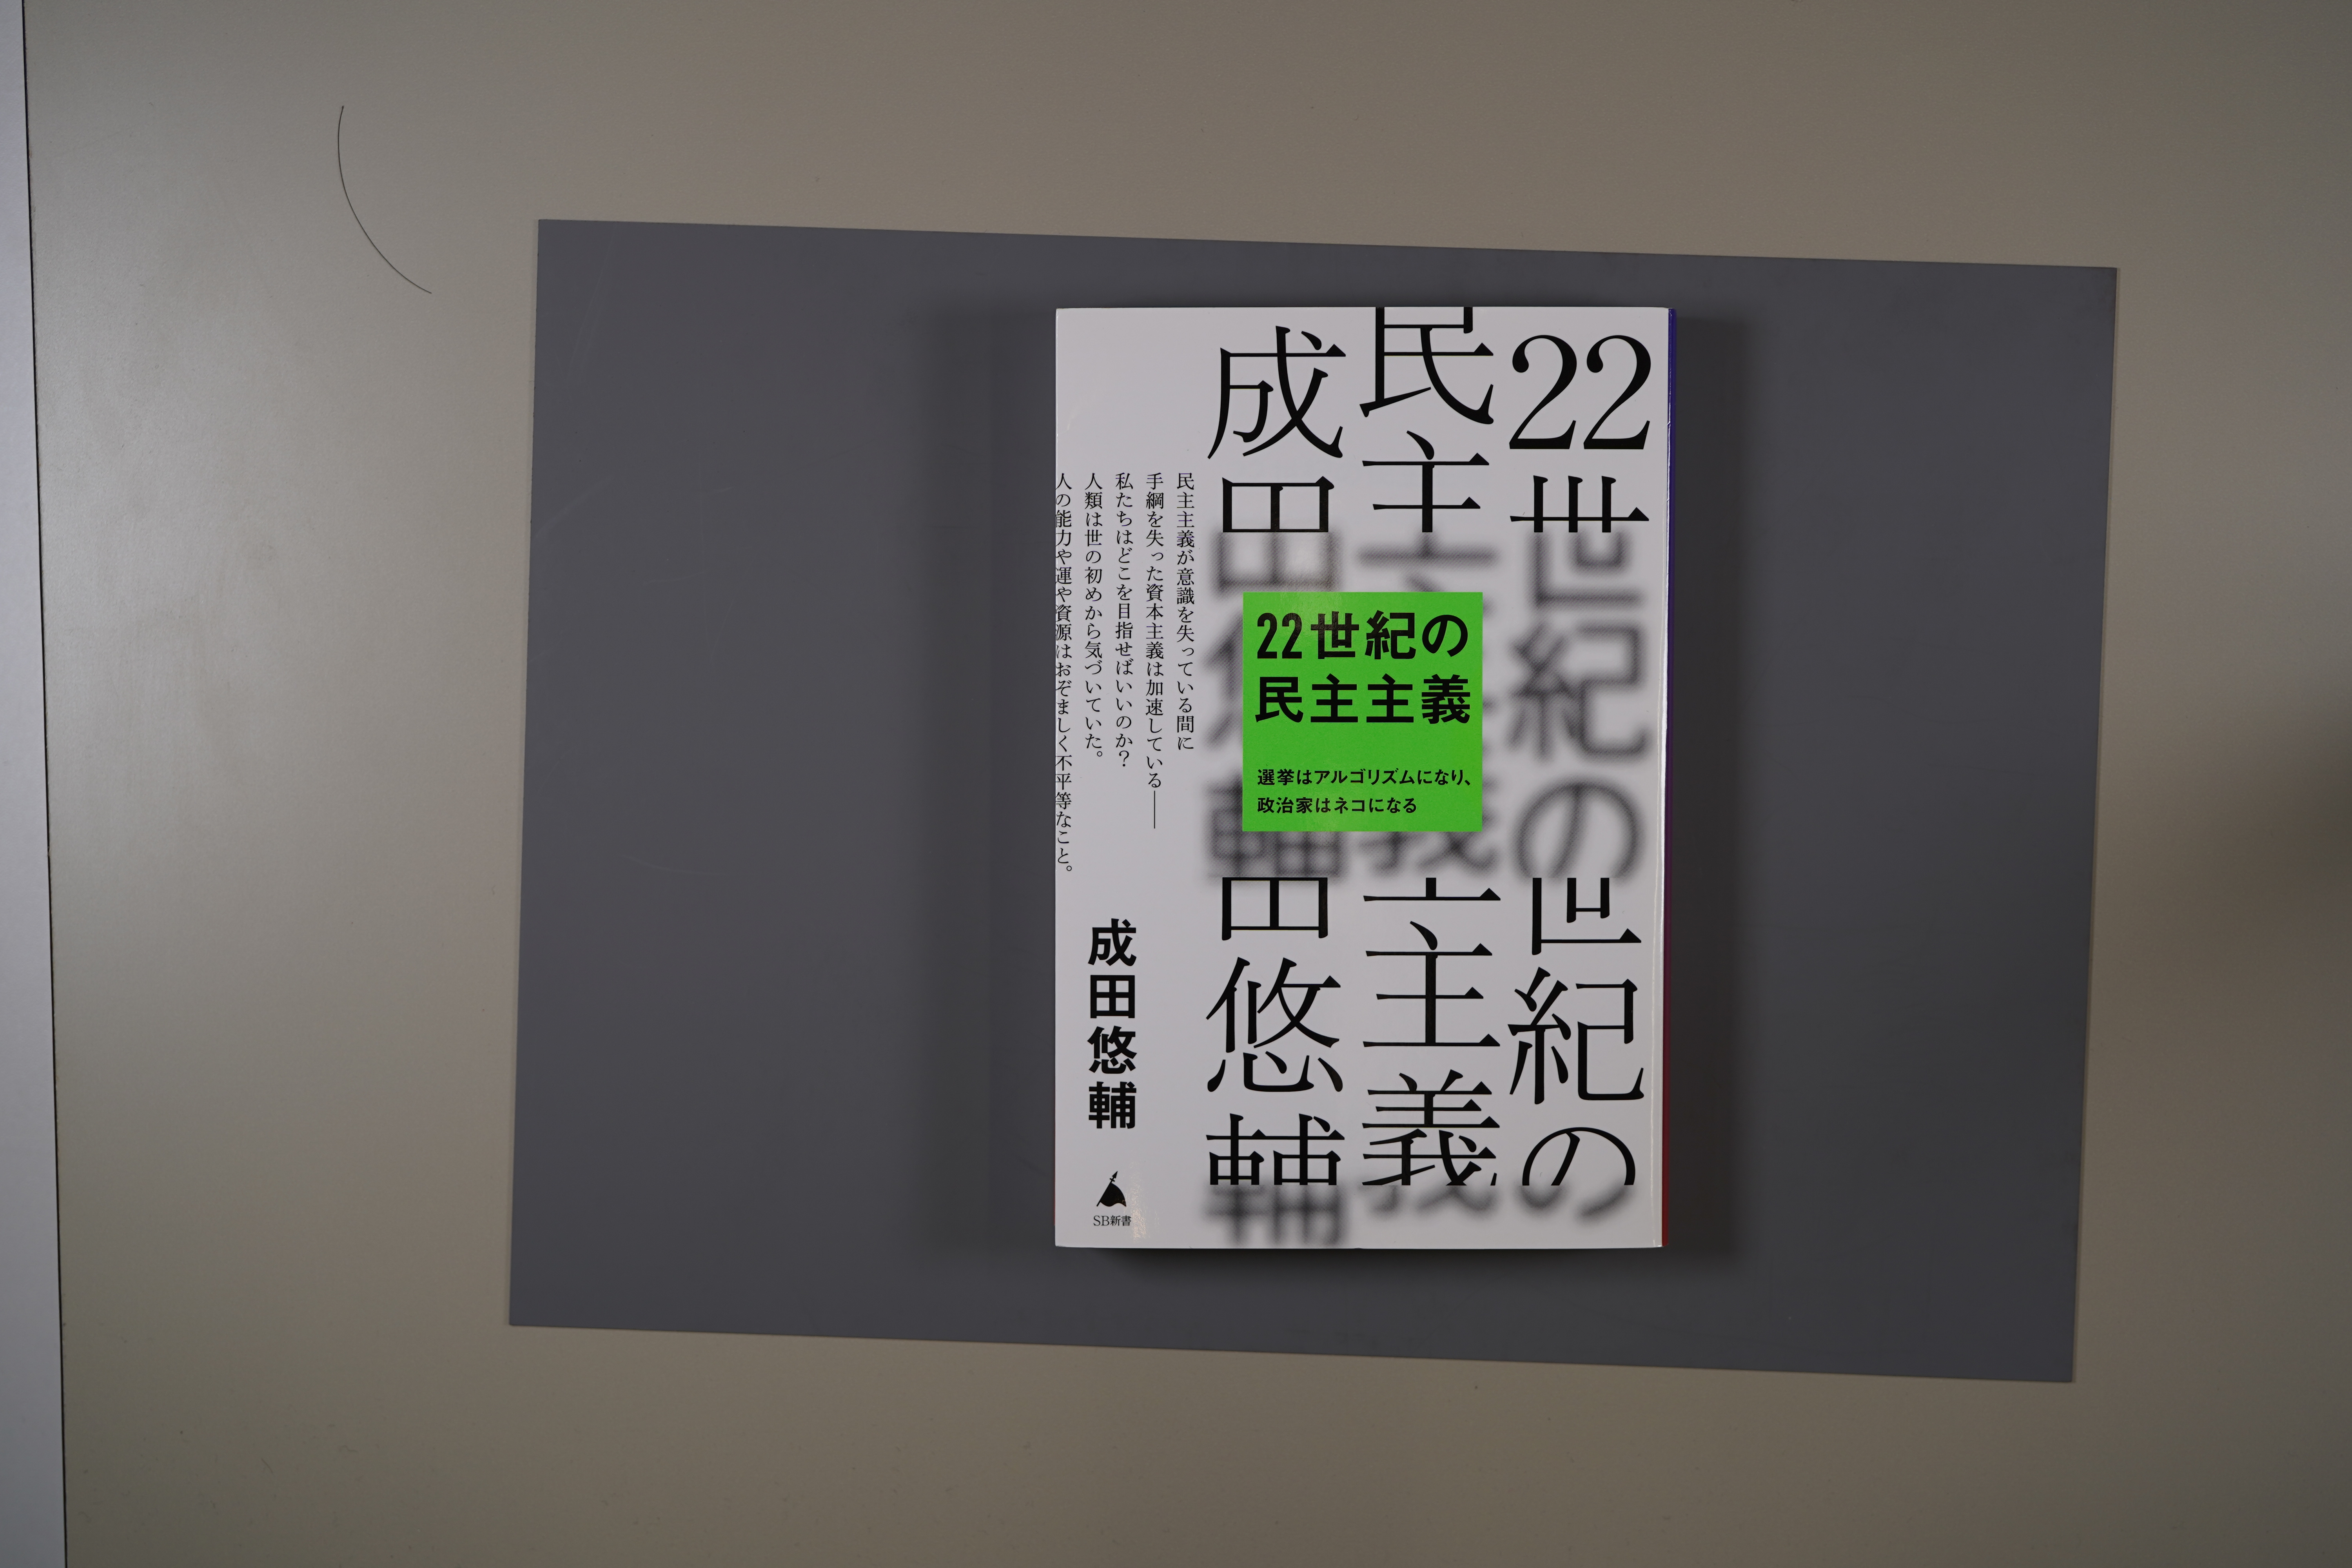 22世紀の
民主主義
成田悠輔
22世紀の
民主主義
選挙はアルゴリズムになり、
政治家はネコになる
民主主義が意識を失っている間に
手綱を失った資本主義は加速している――
私たちはどこを目指せばいいのか？
人類は世の初めから気づいていた。
人の能力や運や資源はおぞましく不平等なこと。
成田悠輔
SB新書